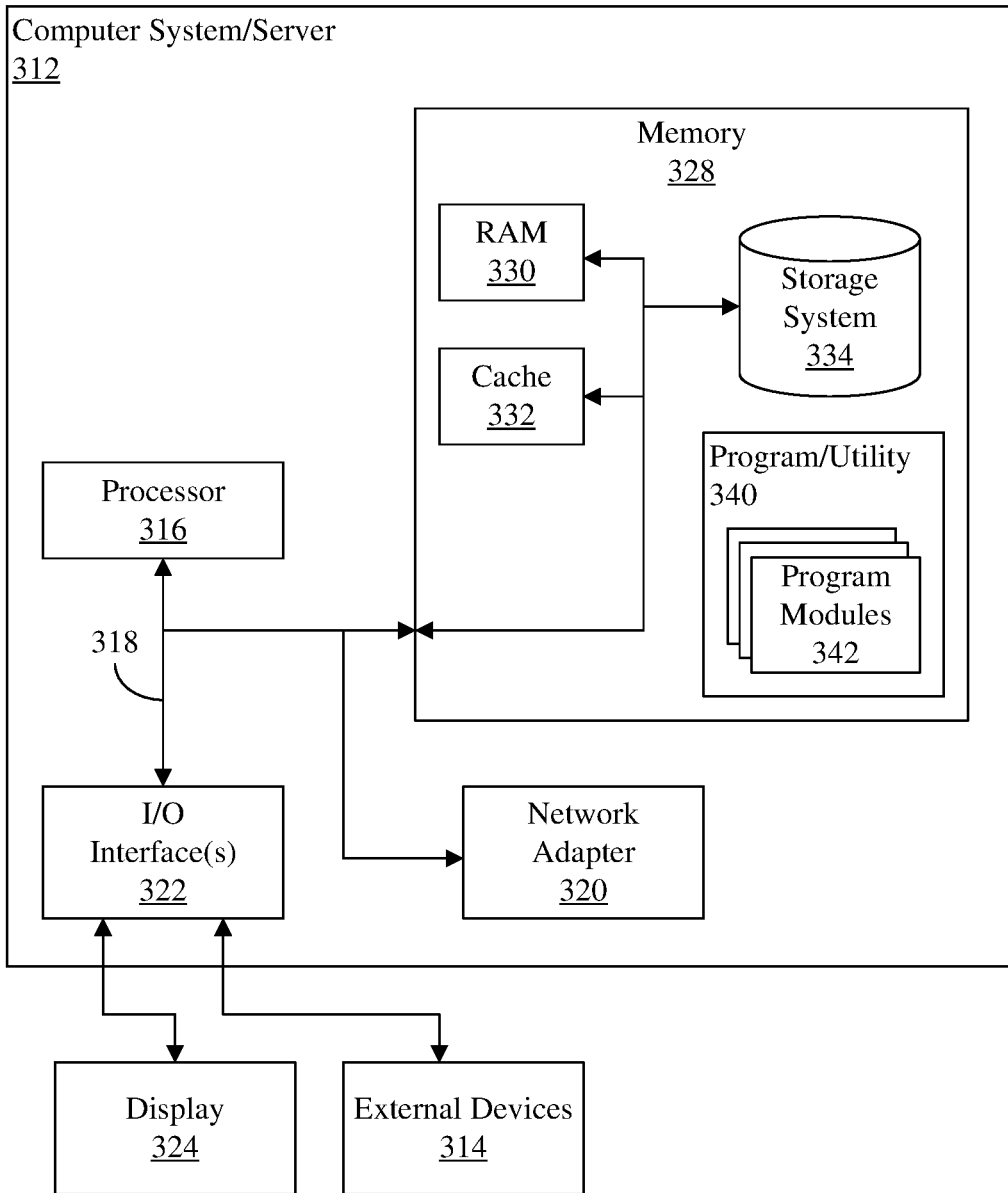 Computer System/Server
312
Memory
328
RAM
330
Storage
System
334
Cache
332
Program/Utility
340
Program
Modules
342
Processor
316
318
I/O
Interface(s)
322
Network
Adapter
320
Display
324
External Devices
314